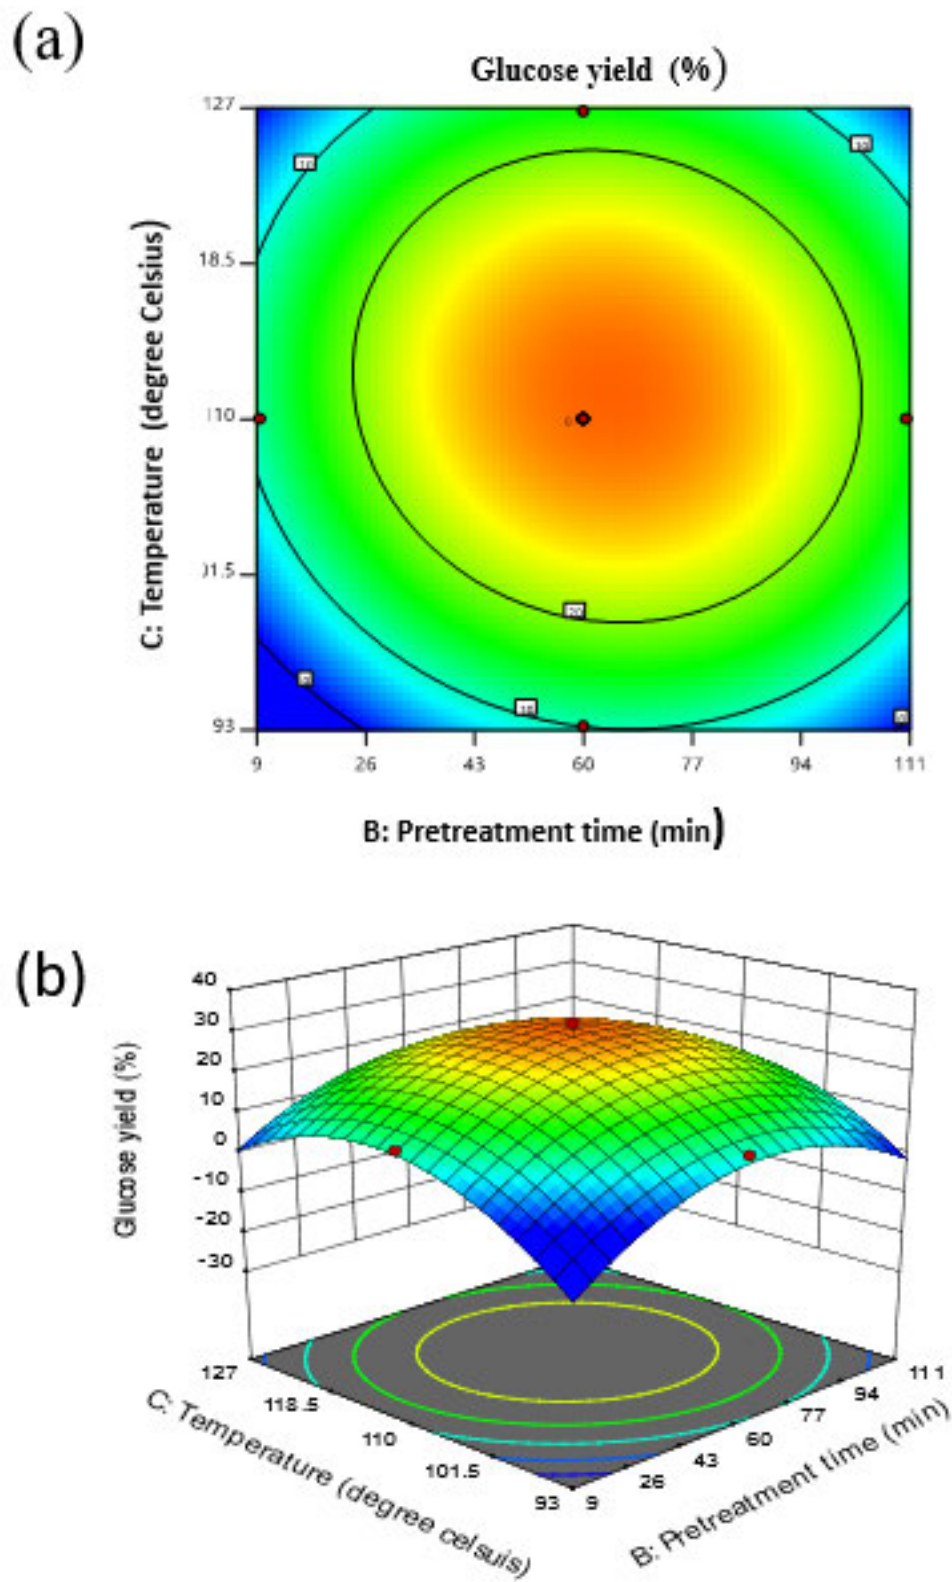 (a)
Glucose yield (%)
127
18.5
110
)1.5
93
20
9 26 43 60 77 94 111
C: Temperature (degree Celsius)
B: Pretreatment time (min)
(b)
40
30
20
10
0
-10
-20
-30
Glucose yield (%)
127
118.5
110
101.5
93
9
26
43
60
77
94
111
C: Temperature (degree celsuis)
B: Pretreatment time (min)